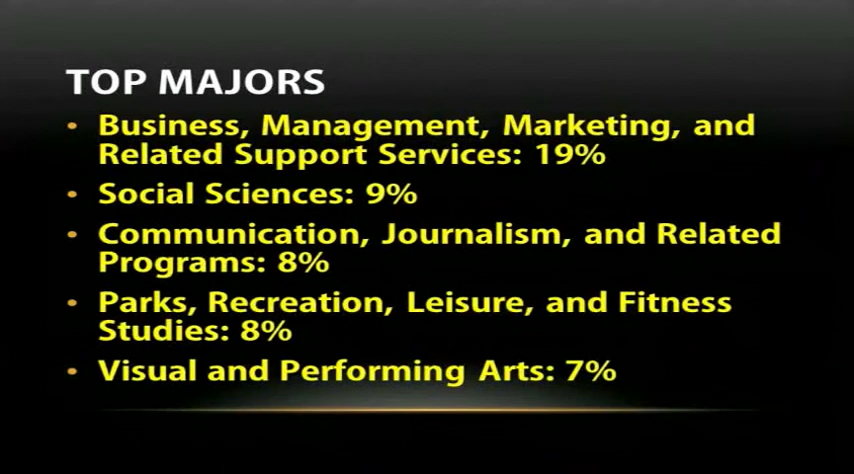 TOP MAJORS
• Business, Management, Marketing, and
Related Support Services: 19%
• Social Sciences: 9%
• Communication, Journalism, and Related
Programs: 8%
• Parks, Recreation, Leisure, and Fitness
Studies: 8%
• Visual and Performing Arts: 7%